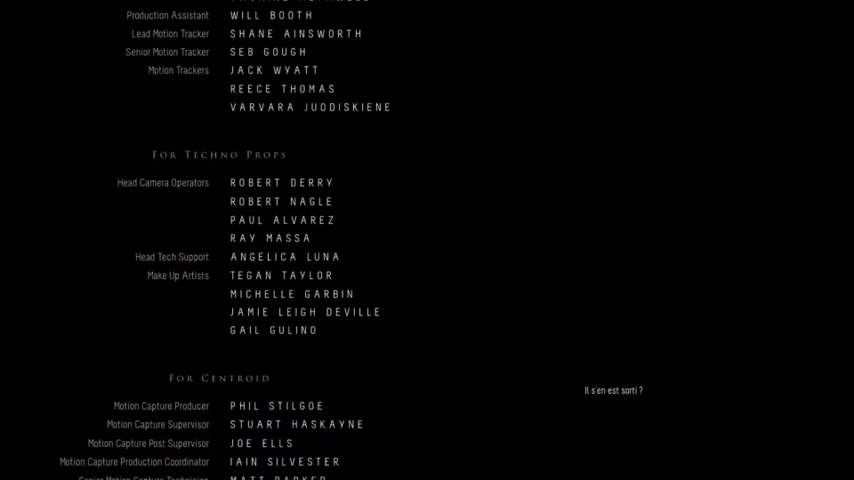 Production Assistant WILL BOOTH
Lead Motion Tracker SHANE AINSWORTH
Senior Motion Tracker SEB GOUGH
Motion Trackers JACK WYATT
REECE THOMAS
VARVARA JUODISKIENE
FOR TECHNO PROPS
Head Camera Operators ROBERT DERRY
ROBERT NAGLE
PAUL ALVAREZ
RAY MASSA
Head Tech Support ANGELICA LUNA
Make Up Artists TEGAN TAYLOR
MICHELLE GARBIN
JAMIE LEIGH DEVILLE
GAIL GULINO
FOR CENTROID
Motion Capture Producer PHIL STILGOE
Motion Capture Supervisor STUART HASKAYNE
Motion Capture Post Supervisor JOE ELLS
Motion Capture Production Coordinator IAIN SILVESTER
Il s'en est sorti ?